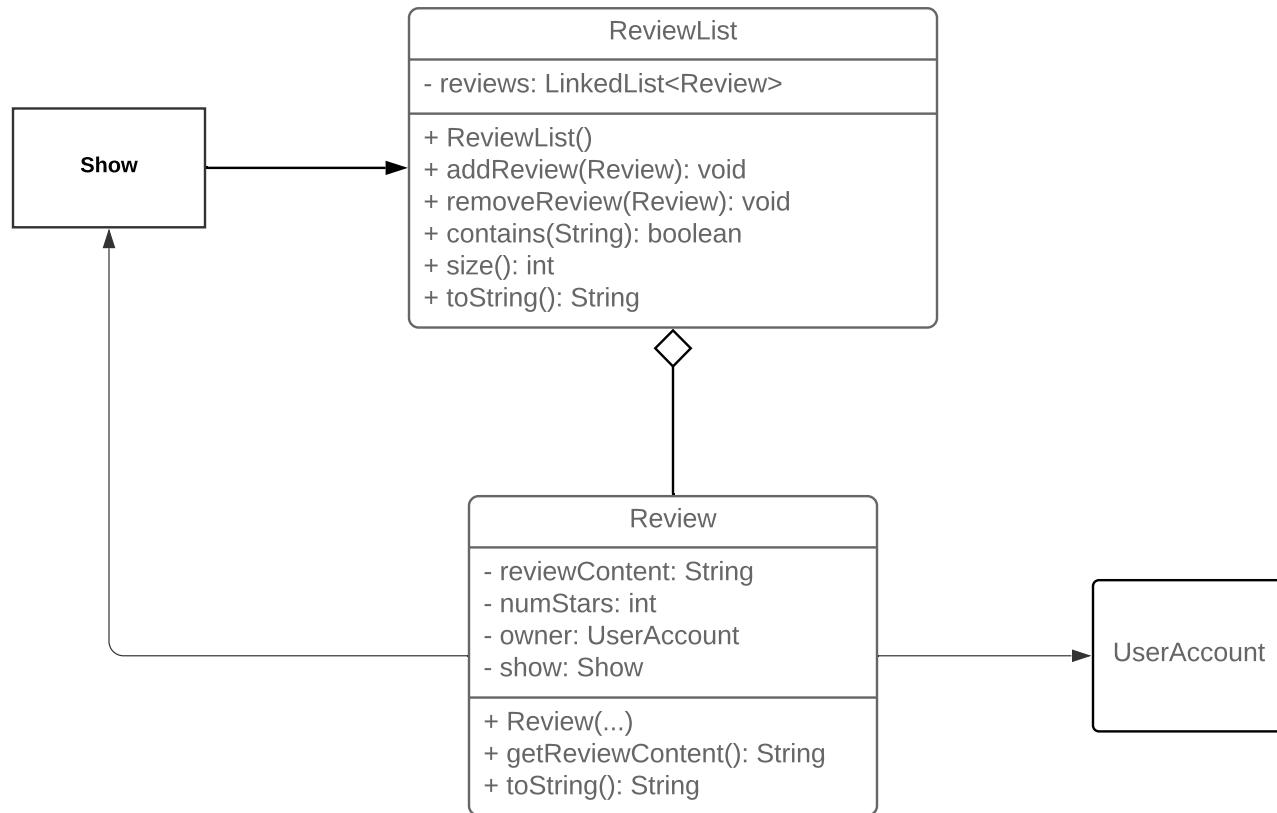 ReviewList
- reviews: LinkedList<Review>
+ ReviewList()
+ addReview(Review): void
+ removeReview(Review): void
+ contains(String): boolean
+ size(): int
+ toString(): String
Show
Review
- reviewContent: String
- numStars: int
- owner: UserAccount
- show: Show
+ Review(...)
+ getReviewContent(): String
+ toString(): String
UserAccount